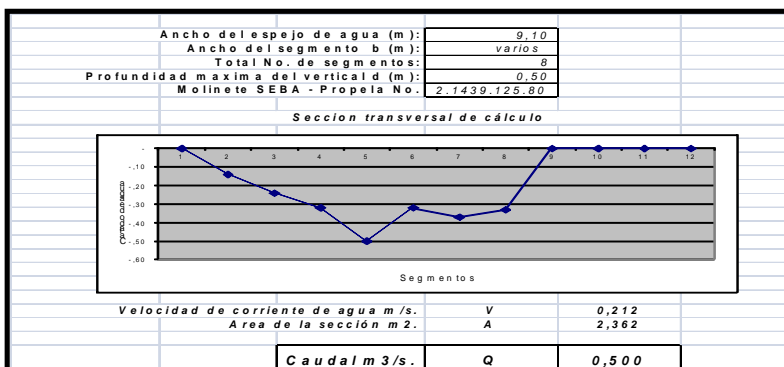 Ancho del espejo de agua (m): 9,10
Ancho del segmento b (m): varios
Total No. de segmentos: 8
Profundidad maxima del vertical d (m): 0,50
Molinete SEBA - Propela No. 2.1439.125.80
Seccion transversal de cálculo
-
1 2 3 4 5 6 7 8 9 10 11 12
-,10
-,20
-,30
-,40
-,50
-,60
Segmentos
Velocidad de corriente de agua m/s. V 0,212
Area de la sección m2. A 2,362
Caudal m3/s. Q 0,500